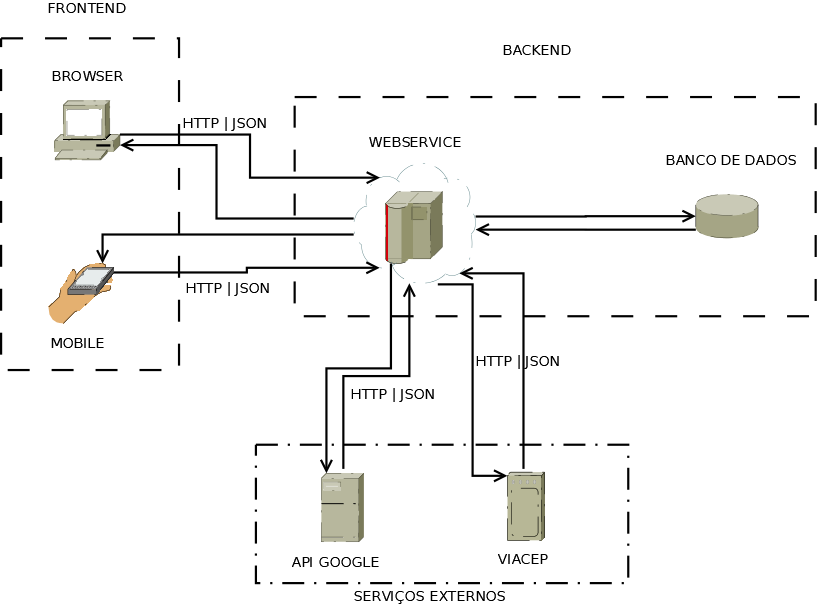 FRONTEND
BACKEND
BROWSER
HTTP | JSON
WEBSERVICE
BANCO DE DADOS
HTTP | JSON
MOBILE
HTTP | JSON
HTTP | JSON
API GOOGLE
VIACEP
SERVIÇOS EXTERNOS